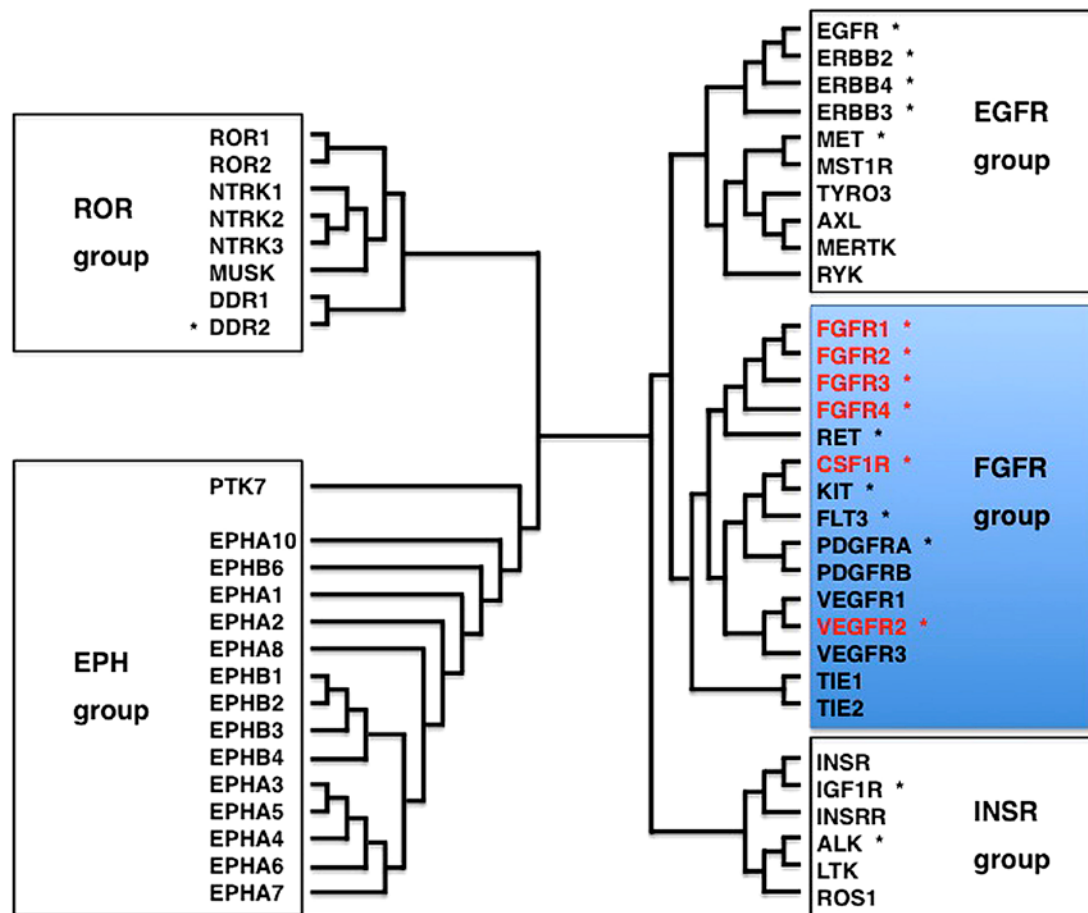 ROR
group
ROR1
ROR2
NTRK1
NTRK2
NTRK3
MUSK
DDR1
* DDR2
EPH
group
PTK7
EPHA10
EPHB6
EPHA1
EPHA2
EPHA8
EPHB1
EPHB2
EPHB3
EPHB4
EPHA3
EPHA5
EPHA4
EPHA6
EPHA7
EGFR *
ERBB2 *
ERBB4 *
ERBB3 *
MET *
MST1R
TYRO3
AXL
MERTK
RYK
EGFR
group
FGFR1 *
FGFR2 *
FGFR3 *
FGFR4 *
RET *
CSF1R *
KIT *
FLT3 *
PDGFRA *
PDGFRB
VEGFR1
VEGFR2 *
VEGFR3
TIE1
TIE2
FGFR
group
INSR
IGF1R *
INSRR
ALK *
LTK
ROS1
INSR
group